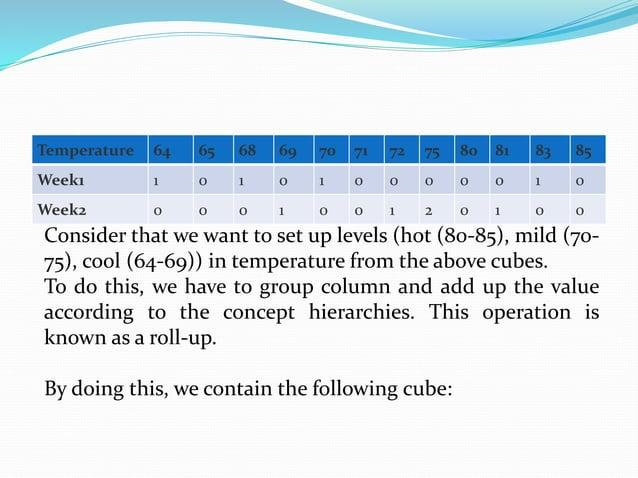 Temperature 64 65 68 69 70 71 72 75 80 81 83 85
Week1 1 0 1 0 1 0 0 0 0 0 1 0
Week2 0 0 0 1 0 0 1 2 0 1 0 0
Consider that we want to set up levels (hot (80-85), mild (70-
75), cool (64-69)) in temperature from the above cubes.
To do this, we have to group column and add up the value
according to the concept hierarchies. This operation is
known as a roll-up.
By doing this, we contain the following cube: